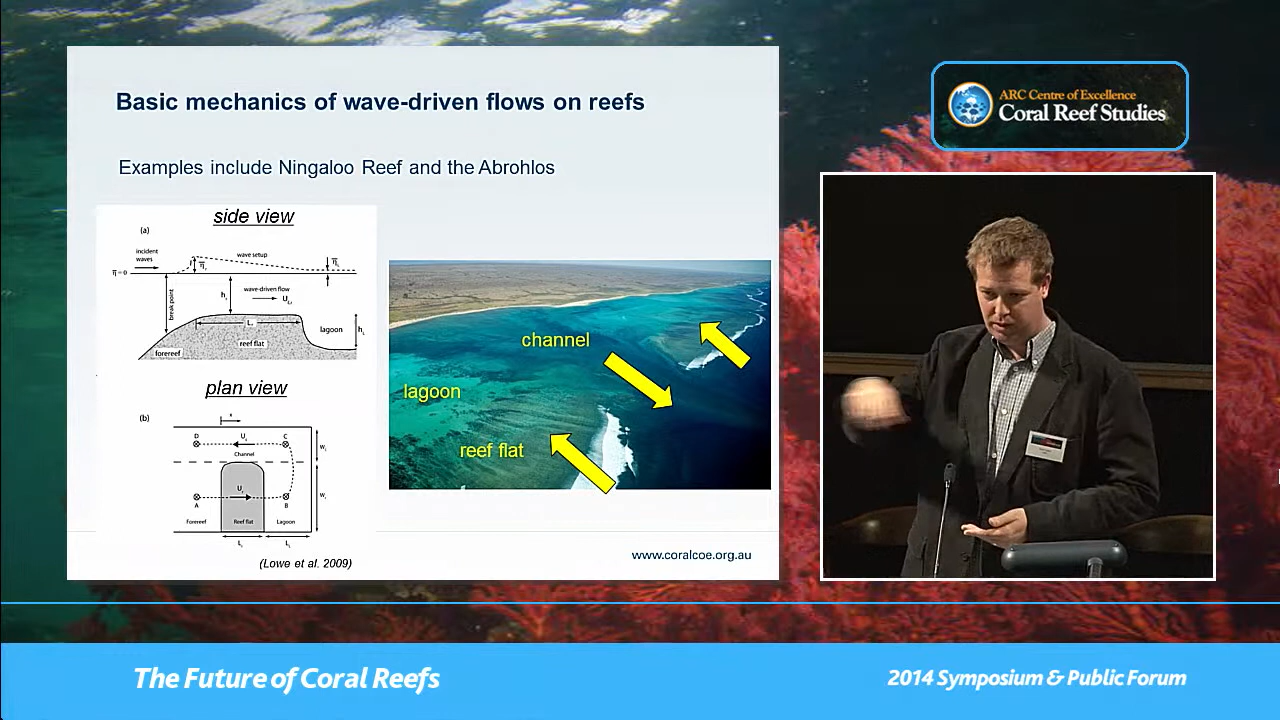 Basic mechanics of wave-driven flows on reefs
Examples include Ningaloo Reef and the Abrohlos
side view
(a)
incident
waves
wave setup
wave-driven flow
break point
lagoon
reef flat
forereef
plan view
(b)
D
C
Channel
A
B
Forereef
Reef flat
Lagoon
(Lowe et al. 2009)
channel
lagoon
reef flat
www.coralcoe.org.au
ARC Centre of Excellence
Coral Reef Studies
The Future of Coral Reefs
2014 Symposium & Public Forum